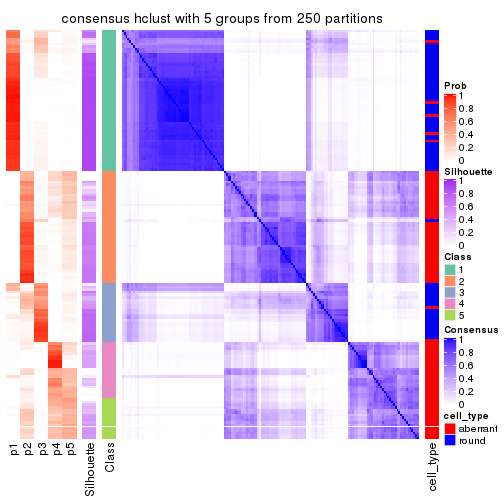 consensus hclust with 5 groups from 250 partitions
Prob
1
0.8
0.6
0.4
0.2
0
Silhouette
1
0.8
0.6
0.4
0.2
0
Class
1
2
3
4
5
Consensus
1
0.8
0.6
0.4
0.2
0
cell_type
aberrant
round
p1
p2
p3
p4
p5
Silhouette
Class
cell_type